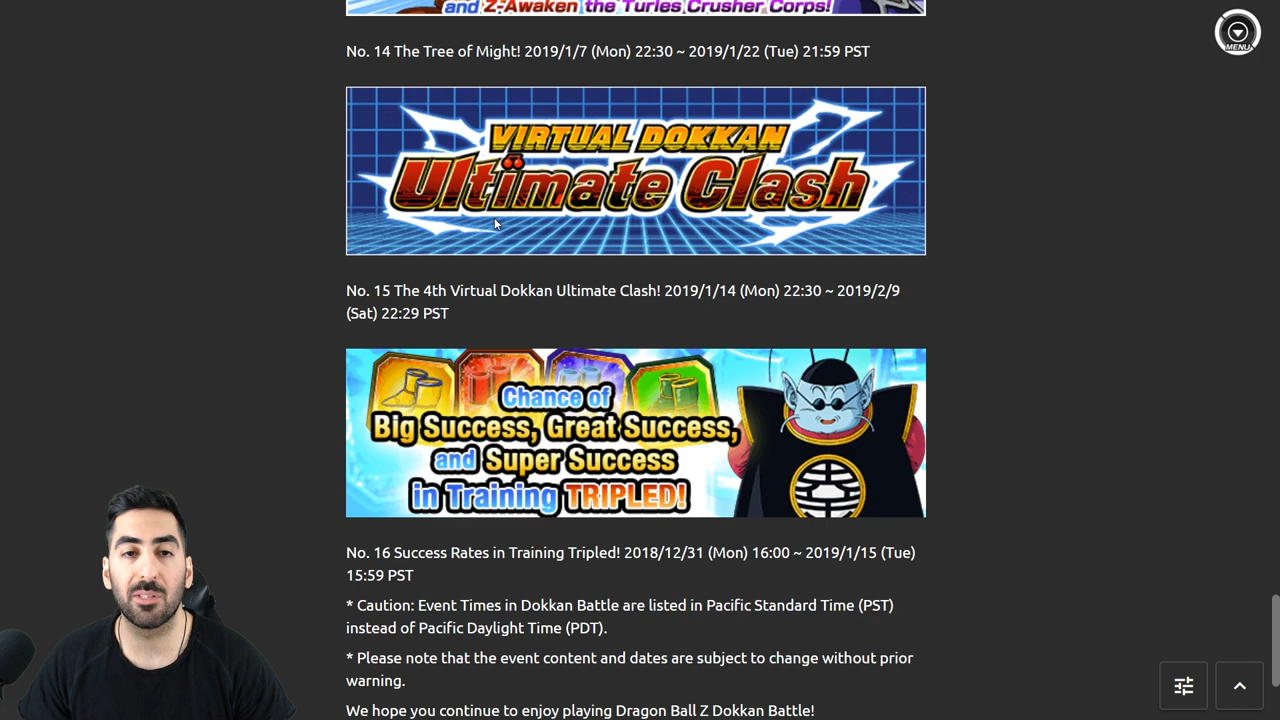 and Z-Awaken the Turles Crusher Corps!
MENU
No. 14 The Tree of Might! 2019/1/7 (Mon) 22:30 ~ 2019/1/22 (Tue) 21:59 PST
VIRTUAL DOKKAN
Ultimate Clash
No. 15 The 4th Virtual Dokkan Ultimate Clash! 2019/1/14 (Mon) 22:30 ~ 2019/2/9
(Sat) 22:29 PST
Chance of
Big Success, Great Success,
and Super Success
in Training TRIPLED!
No. 16 Success Rates in Training Tripled! 2018/12/31 (Mon) 16:00 ~ 2019/1/15 (Tue)
15:59 PST
* Caution: Event Times in Dokkan Battle are listed in Pacific Standard Time (PST)
instead of Pacific Daylight Time (PDT).
* Please note that the event content and dates are subject to change without prior
warning.
We hope you continue to enjoy playing Dragon Ball Z Dokkan Battle!